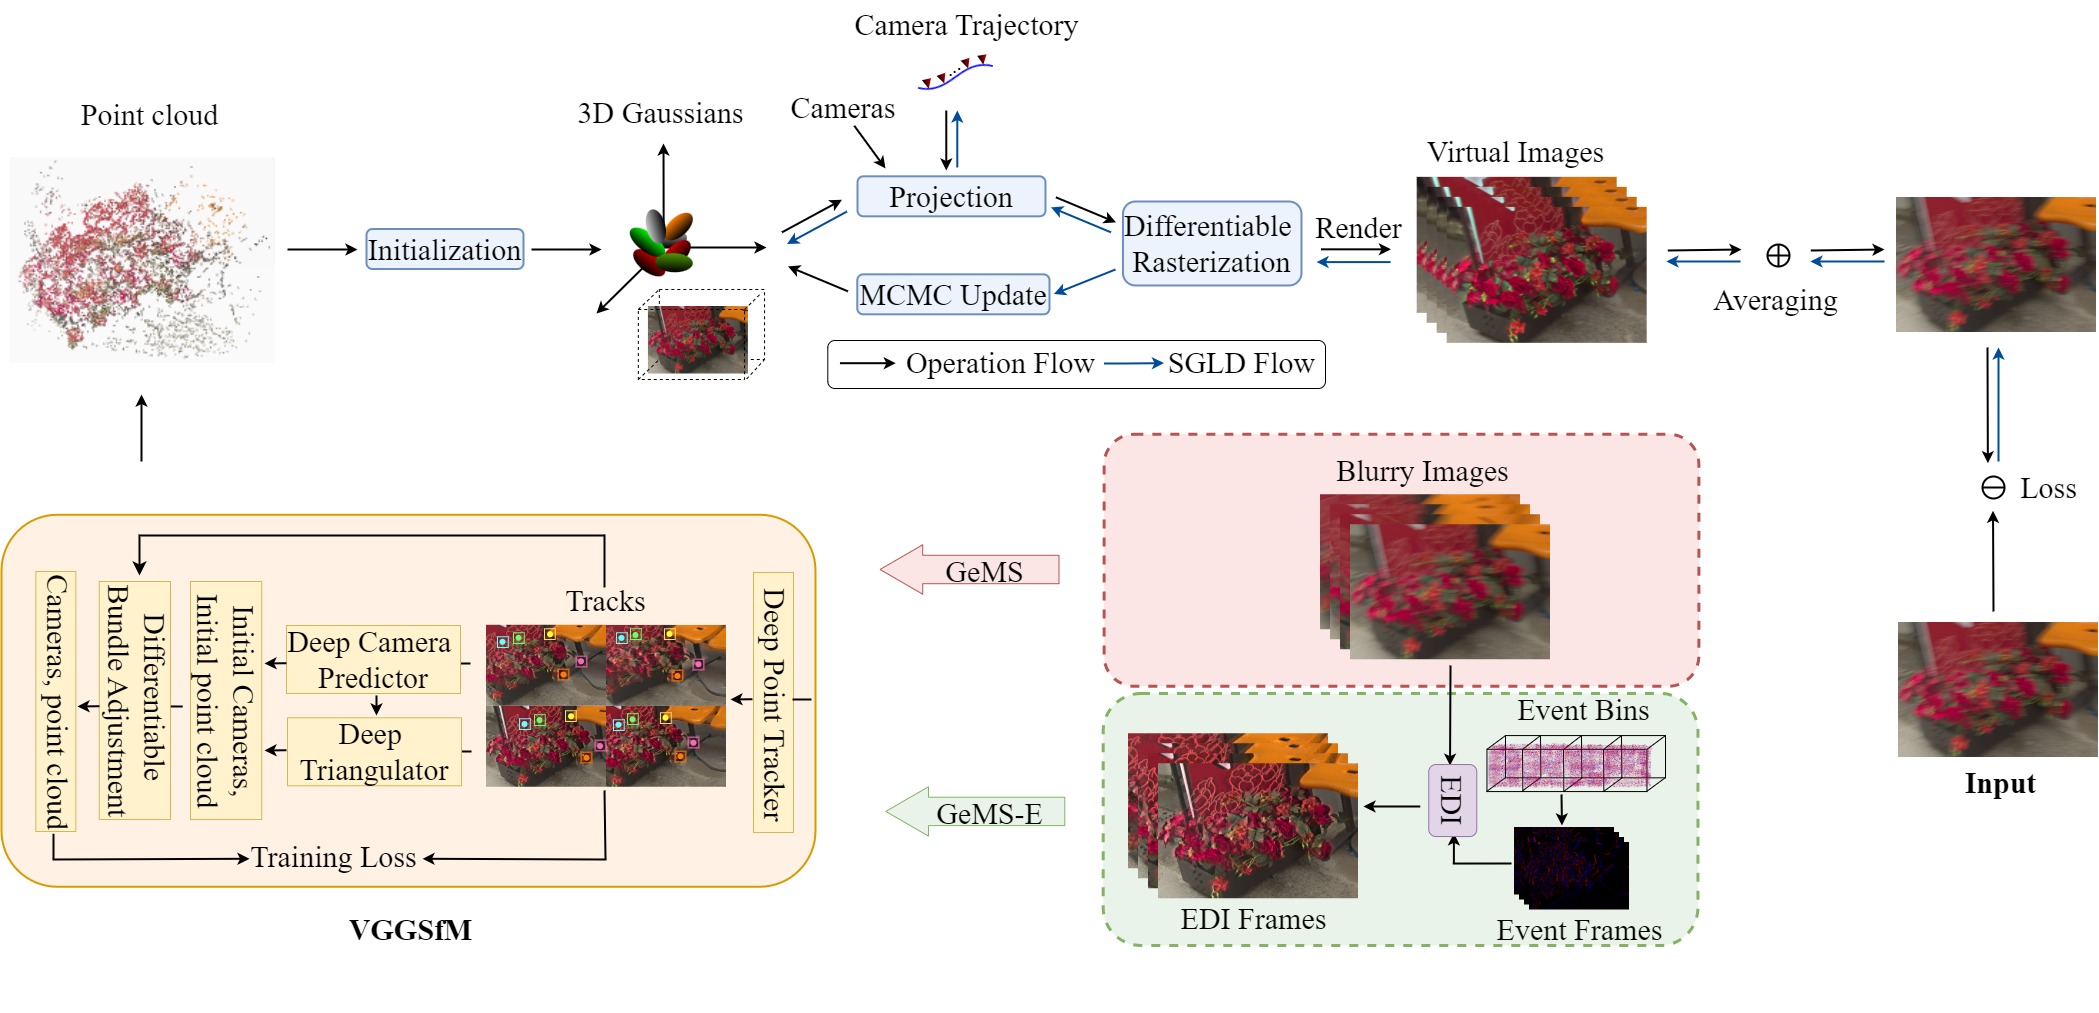 Camera Trajectory
Point cloud
3D Gaussians
Cameras
Initialization
Projection
MCMC Update
Differentiable
Rasterization
Render
Virtual Images
Averaging
Operation Flow
SGLD Flow
Loss
Input
Blurry Images
GeMS
Event Bins
EDI
GeMS-E
EDI Frames
Event Frames
Tracks
Deep Point Tracker
Deep Camera
Predictor
Deep
Triangulator
Initial Cameras,
Initial point cloud
Differentiable
Bundle Adjustment
Cameras, point cloud
Training Loss
VGGSfM